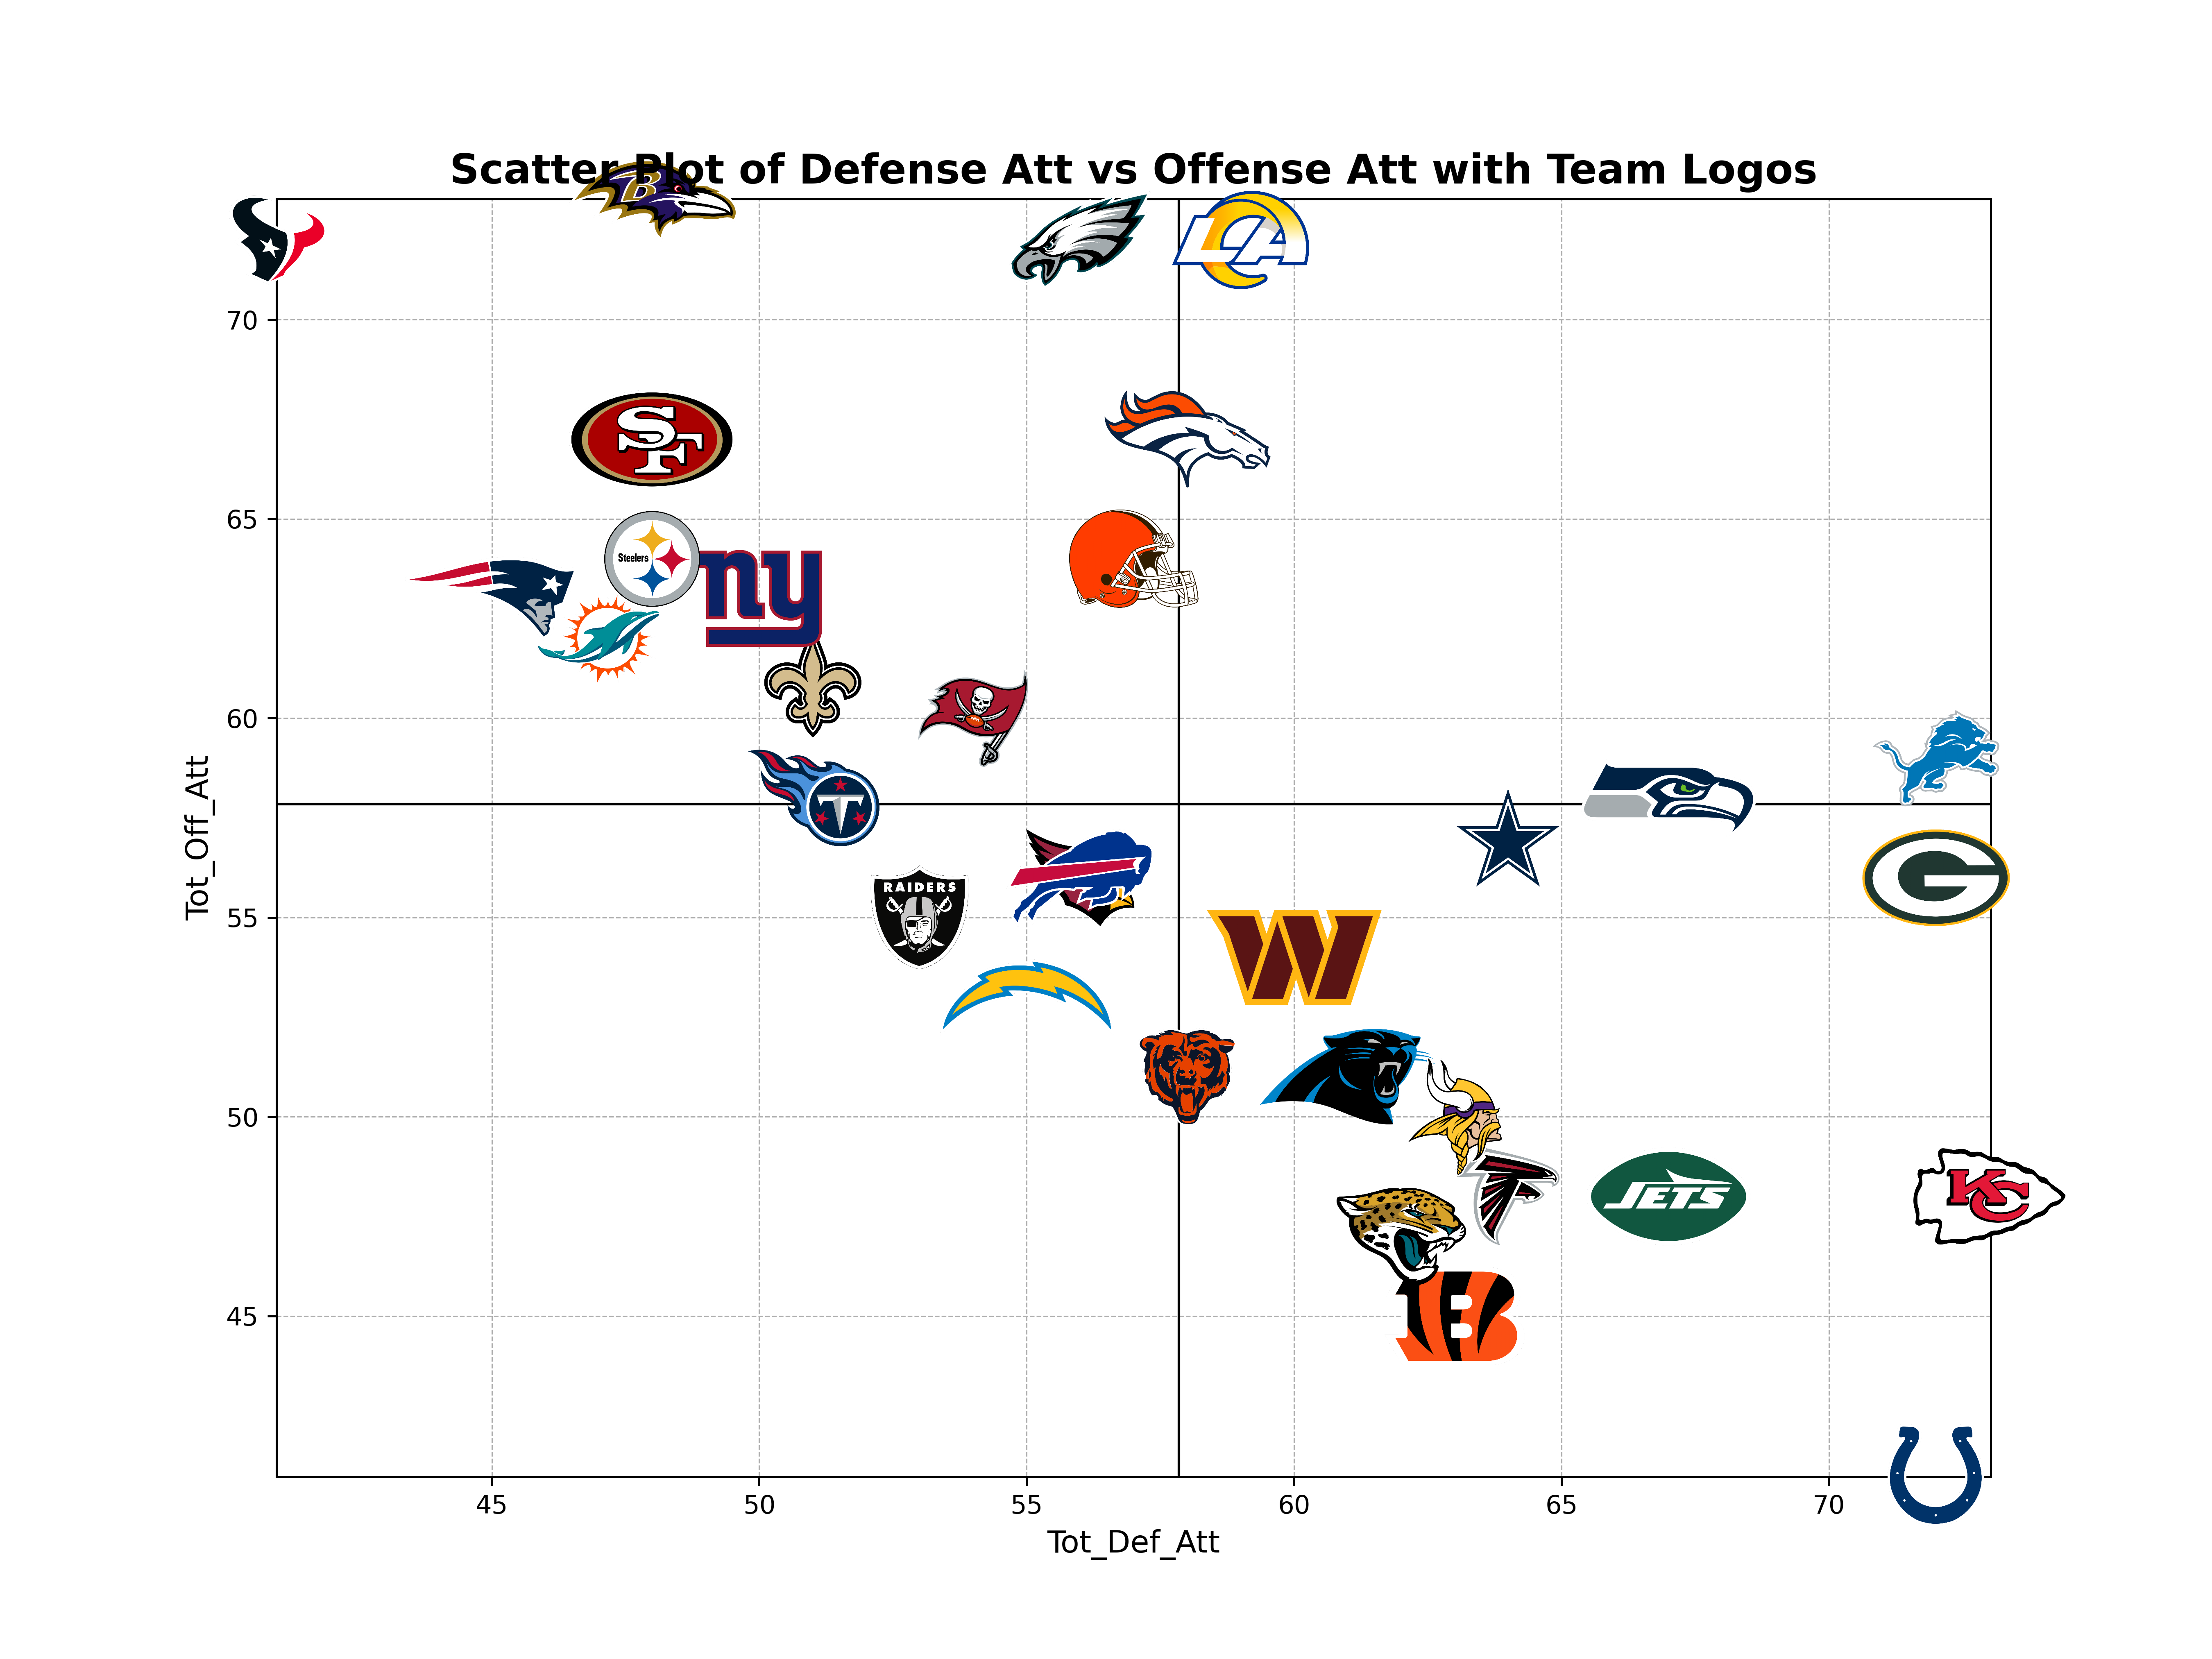 Scatter Plot of Defense Att vs Offense Att with Team Logos
B
LA
70
SF
65
Steelers
ny
60
T
Tot_Off_Att
RAIDERS
G
55
W
50
JETS
KC
45
B
45 50 55 60 65 70
Tot_Def_Att